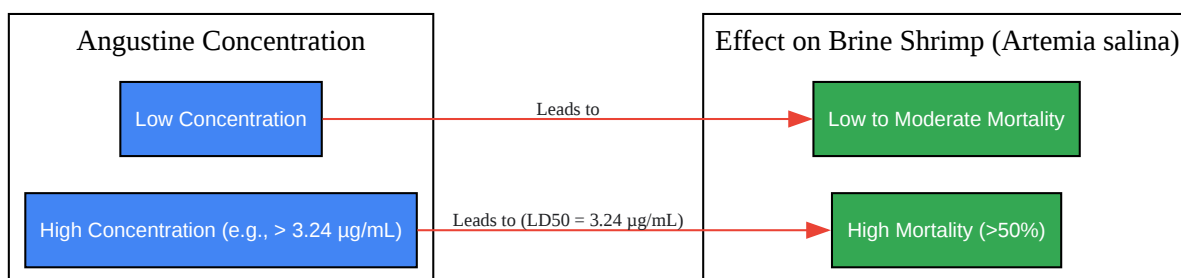 Angustine Concentration
Effect on Brine Shrimp (Artemia salina)
Low Concentration
Leads to
Low to Moderate Mortality
High Concentration (e.g., > 3.24 µg/mL)
Leads to (LD50 = 3.24 µg/mL)
High Mortality (>50%)